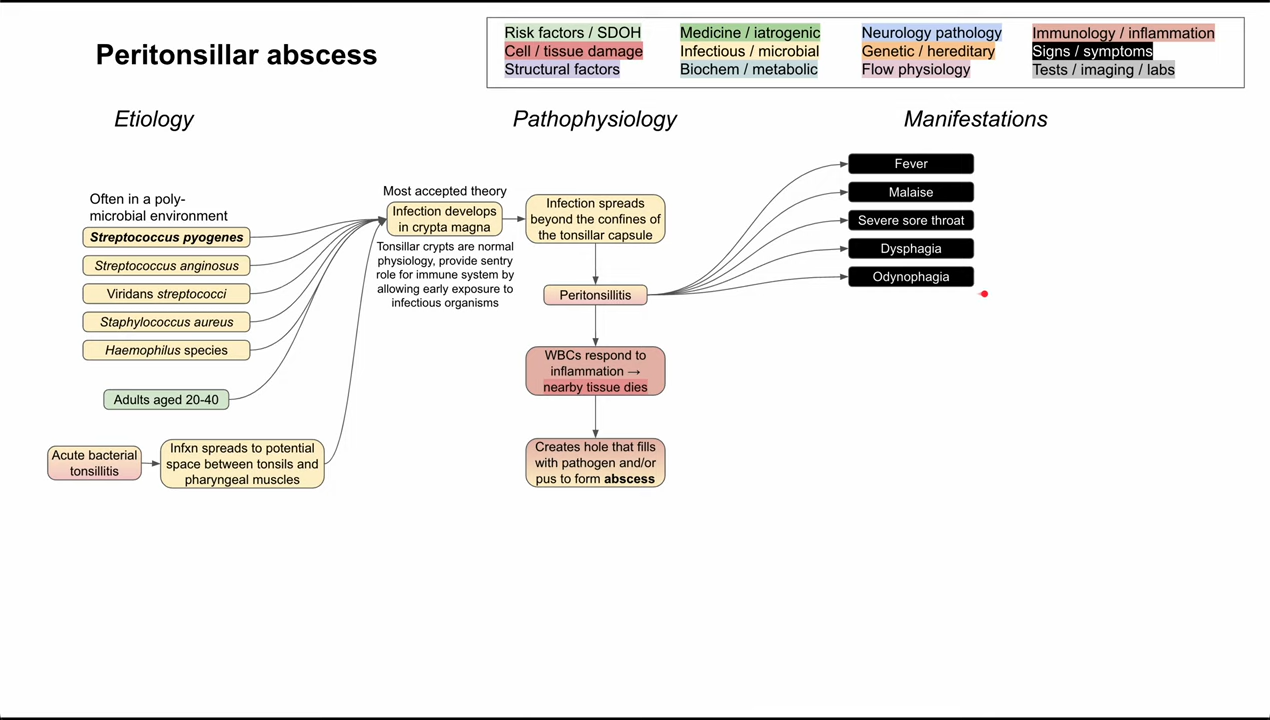 Peritonsillar abscess
Risk factors / SDOH
Cell / tissue damage
Structural factors
Medicine / iatrogenic
Infectious / microbial
Biochem / metabolic
Neurology pathology
Genetic / hereditary
Flow physiology
Immunology / inflammation
Signs / symptoms
Tests / imaging / labs
Etiology
Pathophysiology
Manifestations
Often in a poly-
microbial environment
Streptococcus pyogenes
Streptococcus anginosus
Viridans streptococci
Staphylococcus aureus
Haemophilus species
Adults aged 20-40
Acute bacterial
tonsillitis
Infxn spreads to potential
space between tonsils and
pharyngeal muscles
Most accepted theory
Infection develops
in crypta magna
Tonsillar crypts are normal
physiology, provide sentry
role for immune system by
allowing early exposure to
infectious organisms
Infection spreads
beyond the confines of
the tonsillar capsule
Peritonsillitis
WBCs respond to
inflammation →
nearby tissue dies
Creates hole that fills
with pathogen and/or
pus to form abscess
Fever
Malaise
Severe sore throat
Dysphagia
Odynophagia